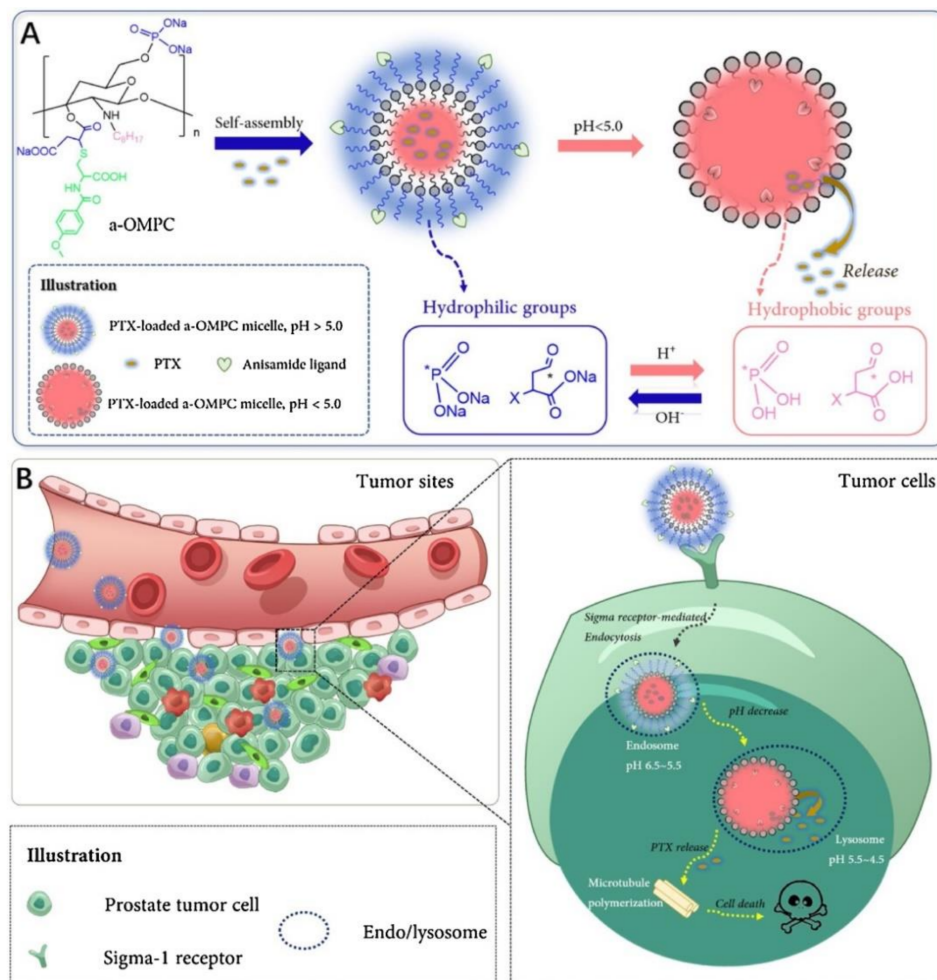 A
O
P
ONa
ONa
O
O
O
HN
C8H17
n
O
O
NaOOC
S
COOH
HN
O
O
a-OMPC
Self-assembly
pH<5.0
Release
Illustration
PTX-loaded a-OMPC micelle, pH > 5.0
PTX
Anisamide ligand
PTX-loaded a-OMPC micelle, pH < 5.0
Hydrophilic groups
Hydrophobic groups
*P
O
ONa
ONa
O
*
ONa
X
O
H+
OH-
*P
O
OH
OH
O
*
OH
X
O
B
Tumor sites
Tumor cells
Sigma receptor-mediated
Endocytosis
pH decrease
Endosome
pH 6.5~5.5
Lysosome
pH 5.5~4.5
PTX release
Microtubule
polymerization
Cell death
Illustration
Prostate tumor cell
Endo/lysosome
Sigma-1 receptor